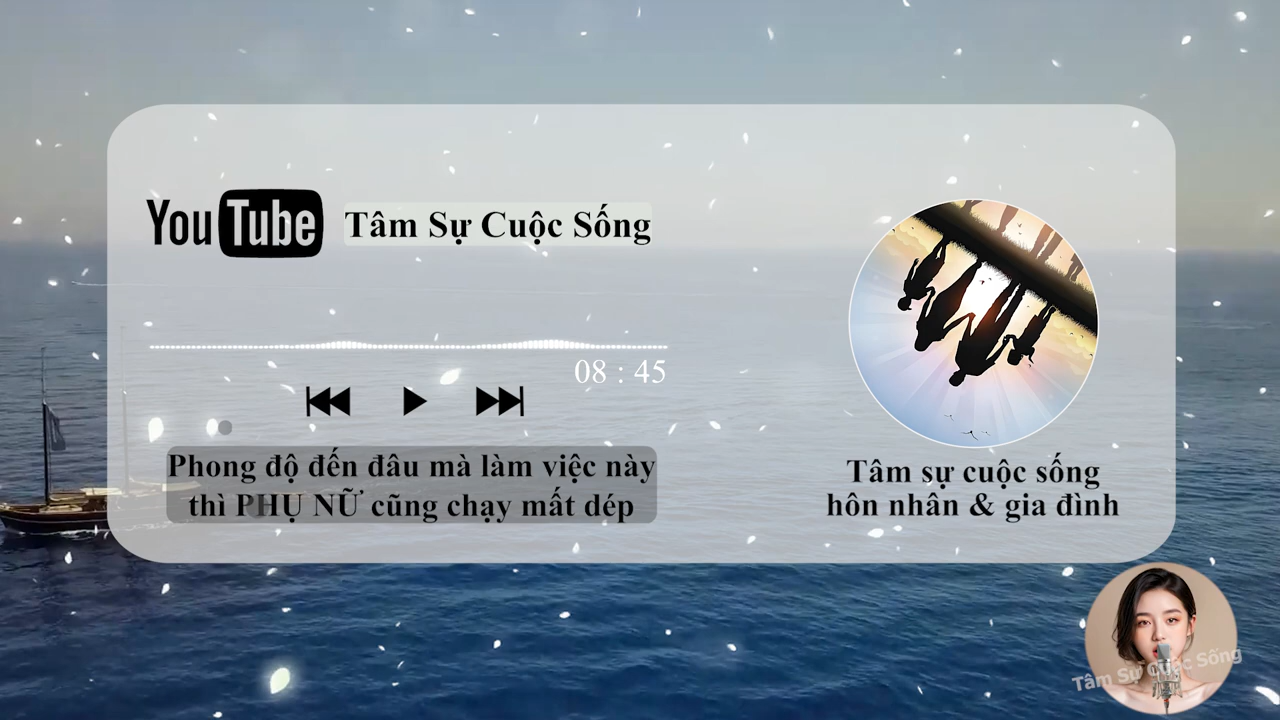 YouTube Tâm Sự Cuộc Sống
08 : 45
Phong độ đến đâu mà làm việc này
thì PHỤ NỮ cũng chạy mất dép
Tâm sự cuộc sống
hôn nhân & gia đình
Tâm Sự Cuộc Sống